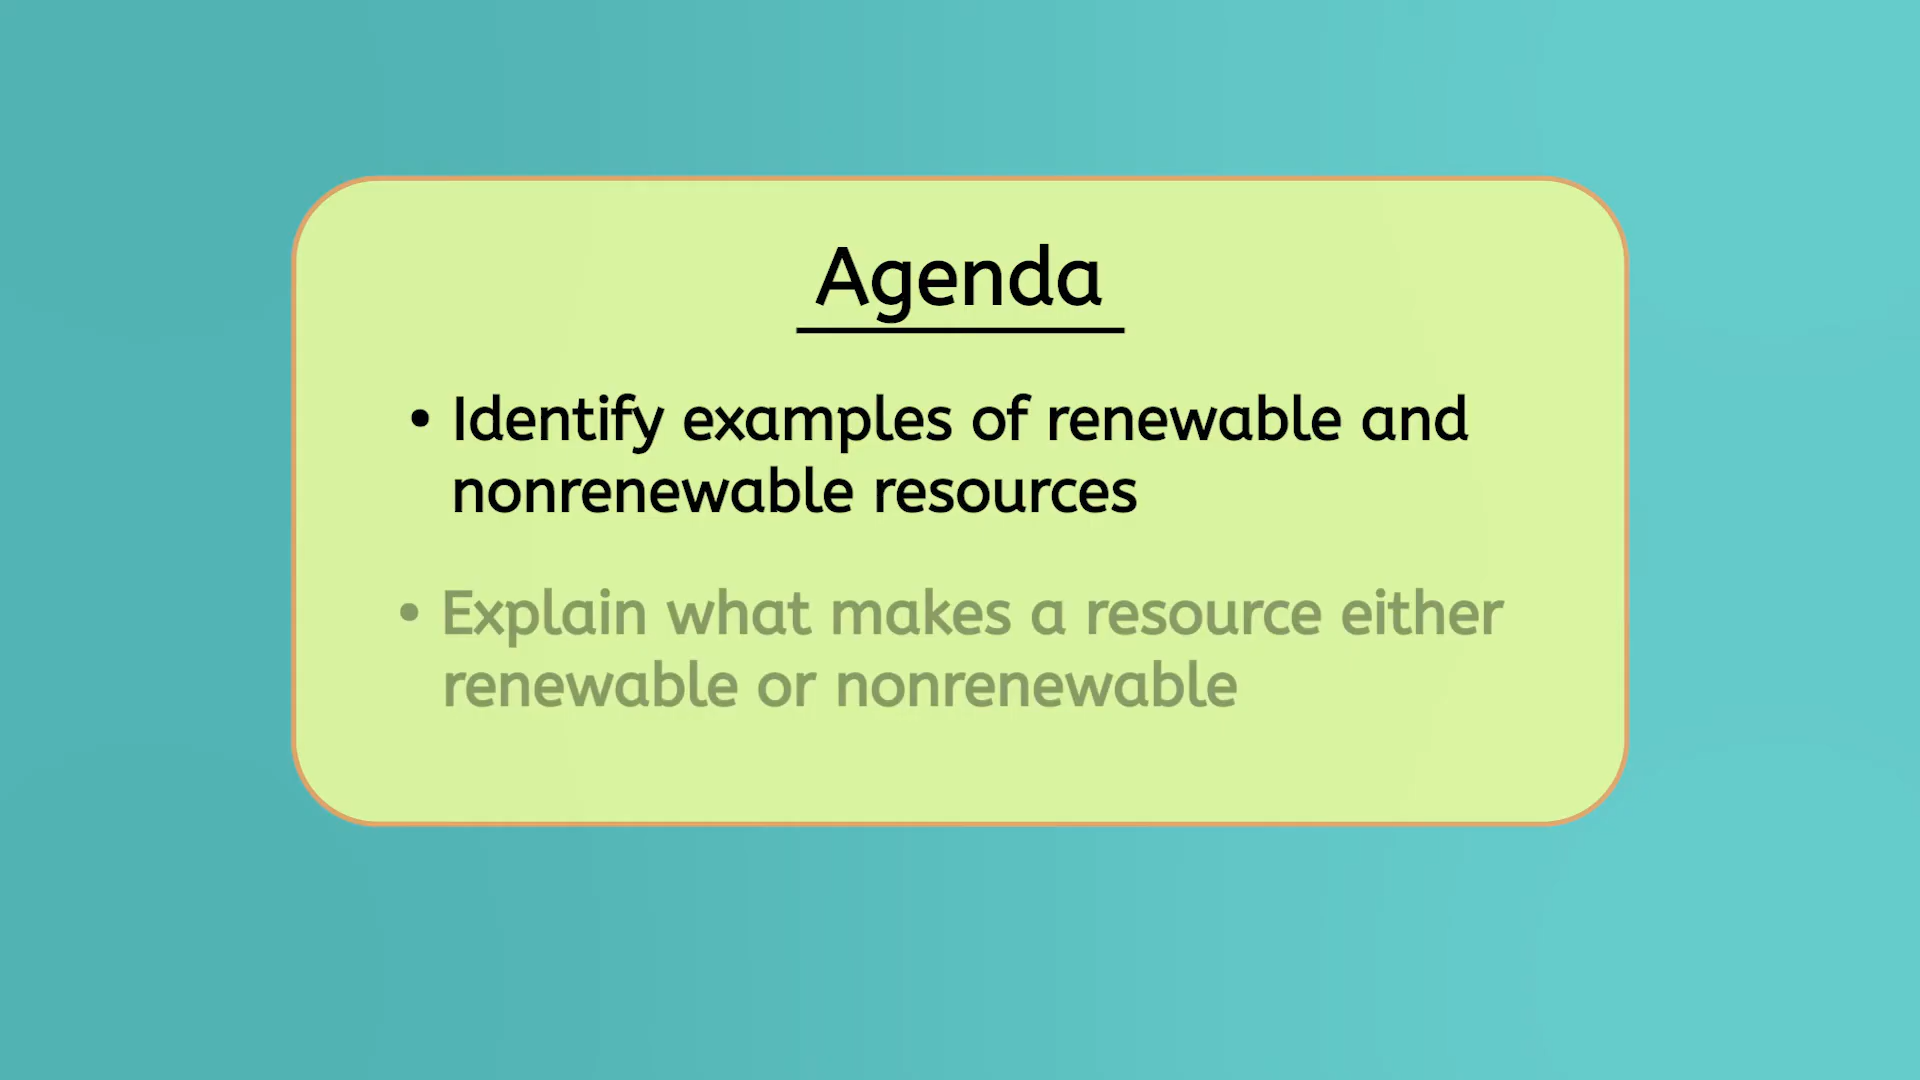 Agenda
• Identify examples of renewable and
nonrenewable resources
• Explain what makes a resource either
renewable or nonrenewable